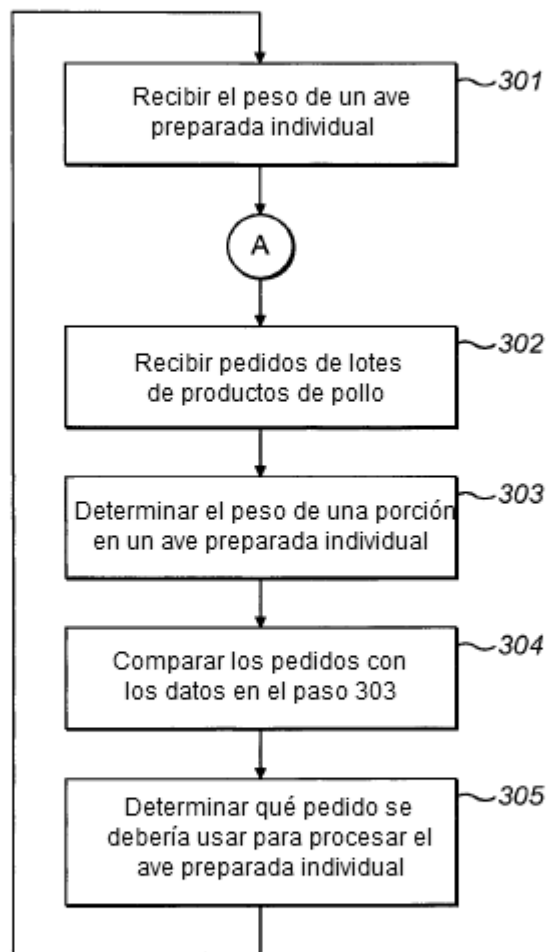 301
Recibir el peso de un ave
preparada individual
A
302
Recibir pedidos de lotes
de productos de pollo
303
Determinar el peso de una porción
en un ave preparada individual
304
Comparar los pedidos con
los datos en el paso 303
305
Determinar qué pedido se
debería usar para procesar el
ave preparada individual